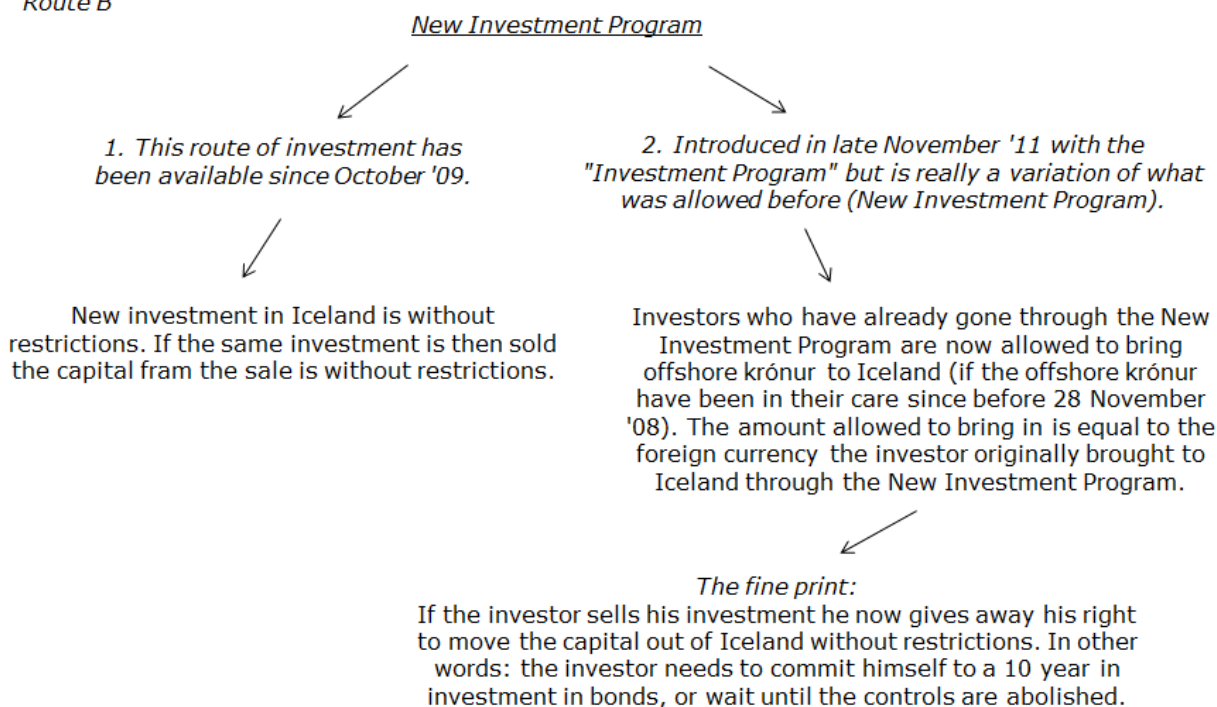 Route B
New Investment Program
1. This route of investment has
been available since October '09.
2. Introduced in late November '11 with the
"Investment Program" but is really a variation of what
was allowed before (New Investment Program).
New investment in Iceland is without
restrictions. If the same investment is then sold
the capital fram the sale is without restrictions.
Investors who have already gone through the New
Investment Program are now allowed to bring
offshore krónur to Iceland (if the offshore krónur
have been in their care since before 28 November
'08). The amount allowed to bring in is equal to the
foreign currency the investor originally brought to
Iceland through the New Investment Program.
The fine print:
If the investor sells his investment he now gives away his right
to move the capital out of Iceland without restrictions. In other
words: the investor needs to commit himself to a 10 year in
investment in bonds, or wait until the controls are abolished.